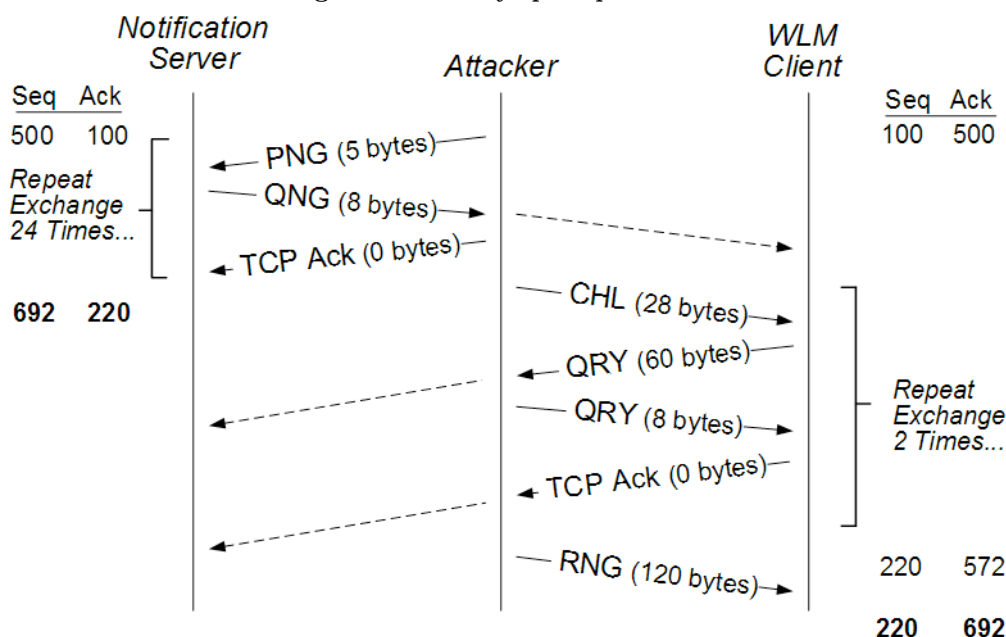 Notification
Server
Attacker
WLM
Client
Seq Ack
500 100
Seq Ack
100 500
PNG (5 bytes)
Repeat
Exchange
24 Times...
QNG (8 bytes)
TCP Ack (0 bytes)
692 220
CHL (28 bytes)
QRY (60 bytes)
Repeat
Exchange
2 Times...
QRY (8 bytes)
TCP Ack (0 bytes)
RNG (120 bytes)
220 572
220 692